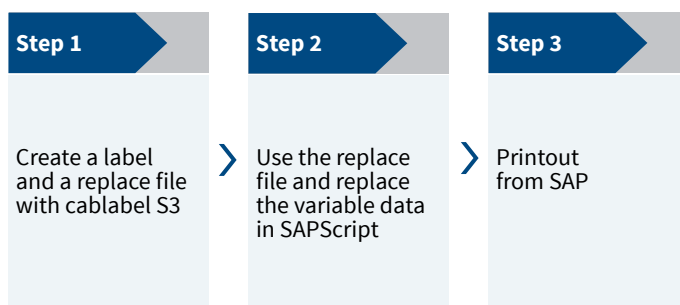 Step 1
Create a label
and a replace file
with cablabel S3
Step 2
Use the replace
file and replace
the variable data
in SAPScript
Step 3
Printout
from SAP